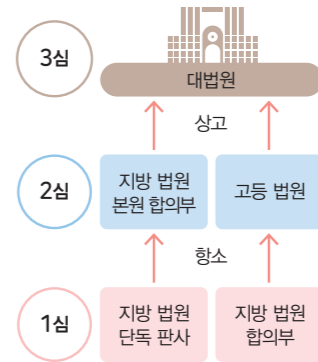 3심
대법원
상고
2심
지방 법원
본원 합의부
고등 법원
항소
1심
지방 법원
단독 판사
지방 법원
합의부